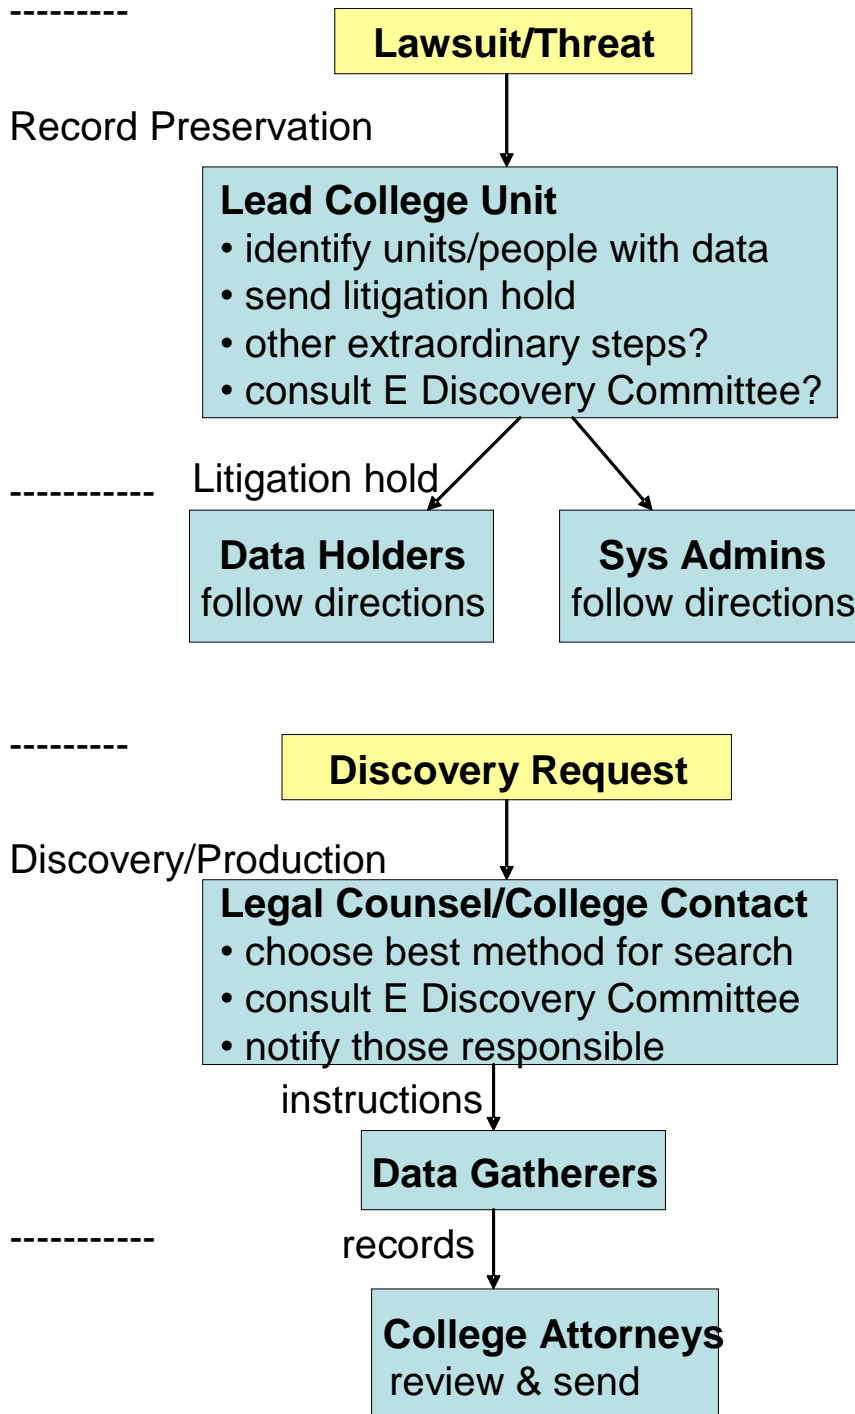 ---------
Lawsuit/Threat
Record Preservation
Lead College Unit
• identify units/people with data
• send litigation hold
• other extraordinary steps?
• consult E Discovery Committee?
Litigation hold
-----------
Data Holders
follow directions
Sys Admins
follow directions
---------
Discovery Request
Discovery/Production
Legal Counsel/College Contact
• choose best method for search
• consult E Discovery Committee
• notify those responsible
instructions
Data Gatherers
-----------
records
College Attorneys
review & send